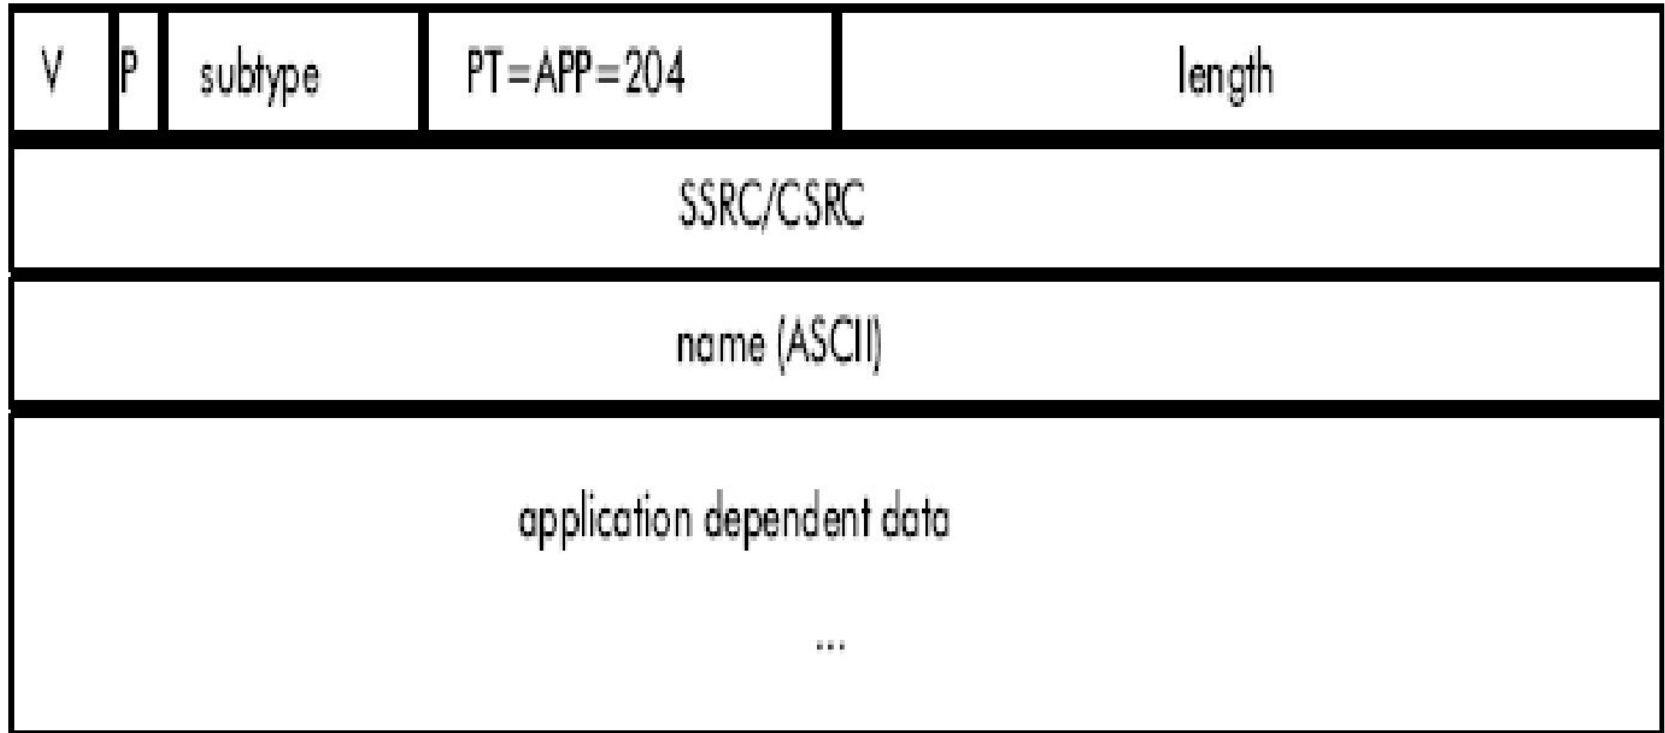 V P subtype PT=APP=204 length
SSRC/CSRC
name (ASCII)
application dependent data
...